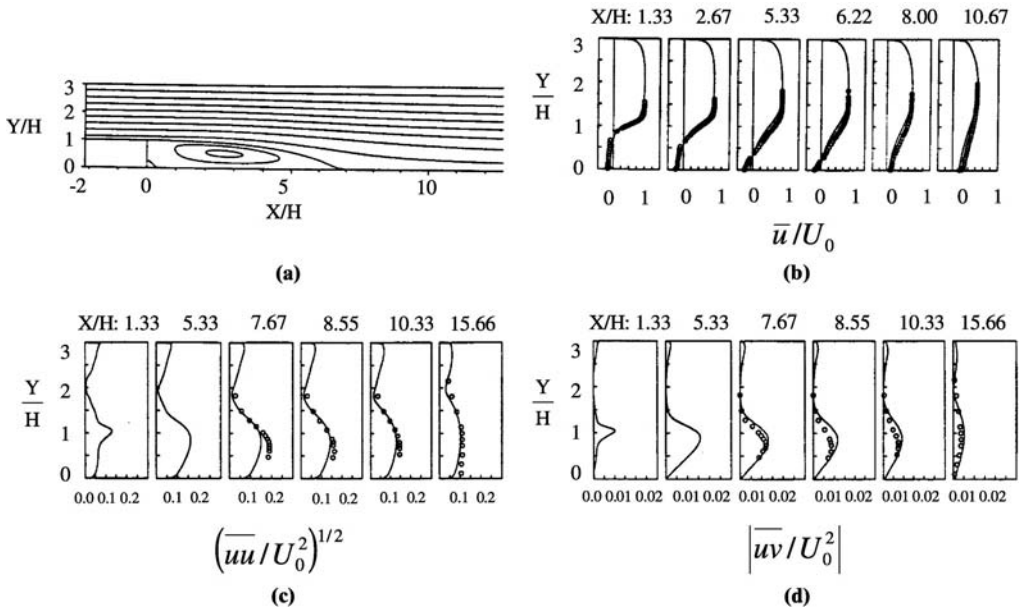 3
2
Y/H
1
0
-2 0 5 10
X/H
(a)
X/H: 1.33 2.67 5.33 6.22 8.00 10.67
3
2
Y
H
1
0
0 1 0 1 0 1 0 1 0 1 0 1
u̅/U₀
(b)
X/H: 1.33 5.33 7.67 8.55 10.33 15.66
3
2
Y
H
1
0
0.0 0.1 0.2 0.1 0.2 0.1 0.2 0.1 0.2 0.1 0.2 0.1 0.2
(u̅u̅/U₀²)^1/2
(c)
X/H: 1.33 5.33 7.67 8.55 10.33 15.66
3
2
Y
H
1
0
0.0 0.01 0.02 0.01 0.02 0.01 0.02 0.01 0.02 0.01 0.02 0.01 0.02
|u̅v̅/U₀²|
(d)